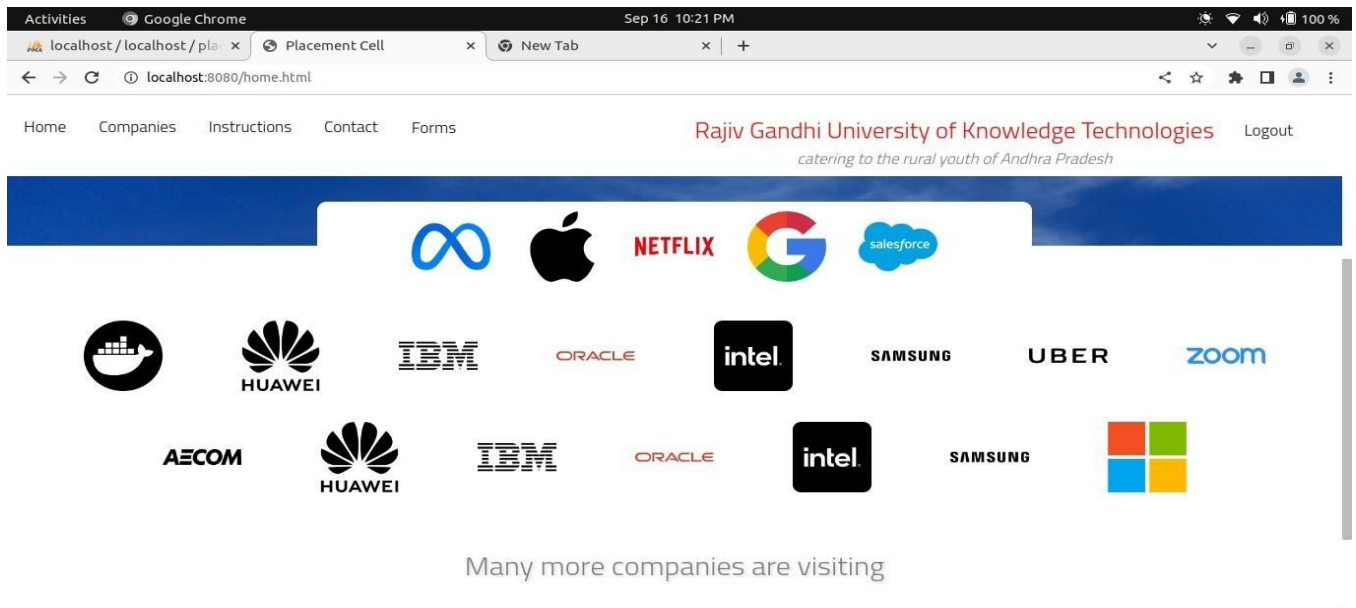 Activities Google Chrome Sep 16 10:21 PM 100 %
localhost / localhost / pla Placement Cell New Tab
localhost:8080/home.html
Home Companies Instructions Contact Forms Rajiv Gandhi University of Knowledge Technologies Logout
catering to the rural youth of Andhra Pradesh
NETFLIX salesforce
HUAWEI IBM ORACLE intel. SAMSUNG UBER zoom
AECOM HUAWEI IBM ORACLE intel. SAMSUNG
Many more companies are visiting